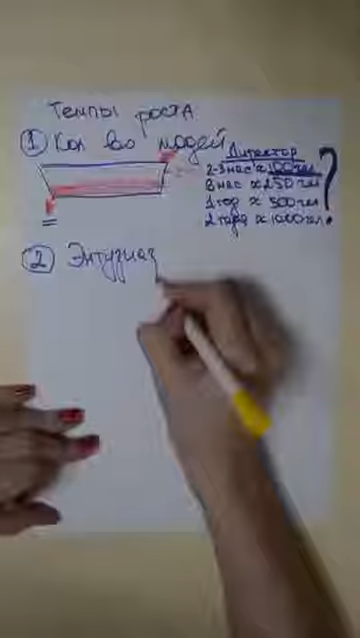 Темпы роста
① Кол во людей
Директор
2-3 мес ≈ 100 чел
6 мес ≈ 250 чел
1 год ≈ 500 чел
2 года ≈ 1000 чел. ?
② Энтузиаз